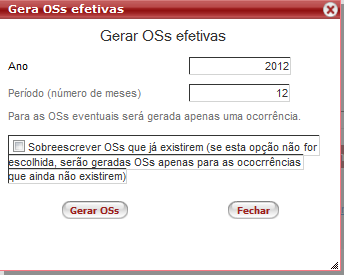 Gera OSs efetivas
Gerar OSs efetivas
Ano 2012
Período (número de meses) 12
Para as OSs eventuais será gerada apenas uma ocorrência.
Sobreescrever OSs que já existirem (se esta opção não for
escolhida, serão geradas OSs apenas para as ococrrências
que ainda não existirem)
Gerar OSs Fechar